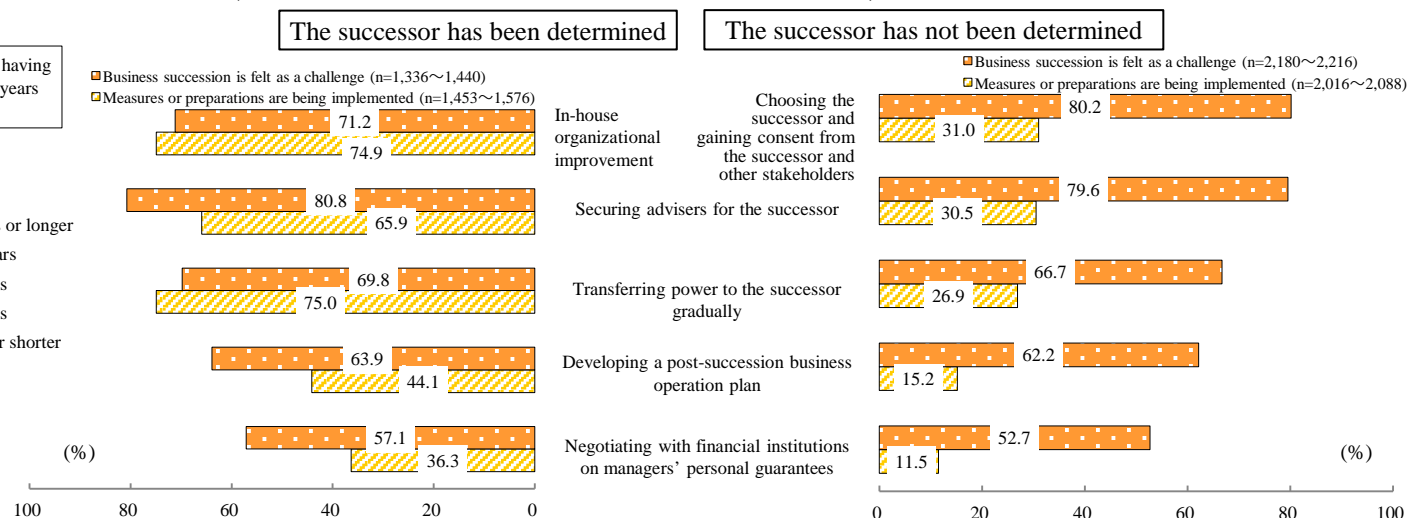 The successor has been determined
The successor has not been determined
having
years
Business succession is felt as a challenge (n=1,336～1,440)
Measures or preparations are being implemented (n=1,453～1,576)
Business succession is felt as a challenge (n=2,180～2,216)
Measures or preparations are being implemented (n=2,016～2,088)
71.2
74.9
In-house
organizational
improvement
Choosing the
successor and
gaining consent from
the successor and
other stakeholders
80.2
31.0
80.8
65.9
Securing advisers for the successor
79.6
30.5
or longer
s
s
r shorter
69.8
75.0
Transferring power to the successor
gradually
66.7
26.9
63.9
44.1
Developing a post-succession business
operation plan
62.2
15.2
57.1
36.3
Negotiating with financial institutions
on managers’ personal guarantees
52.7
11.5
(%)
(%)
100 80 60 40 20 0
0 20 40 60 80 100